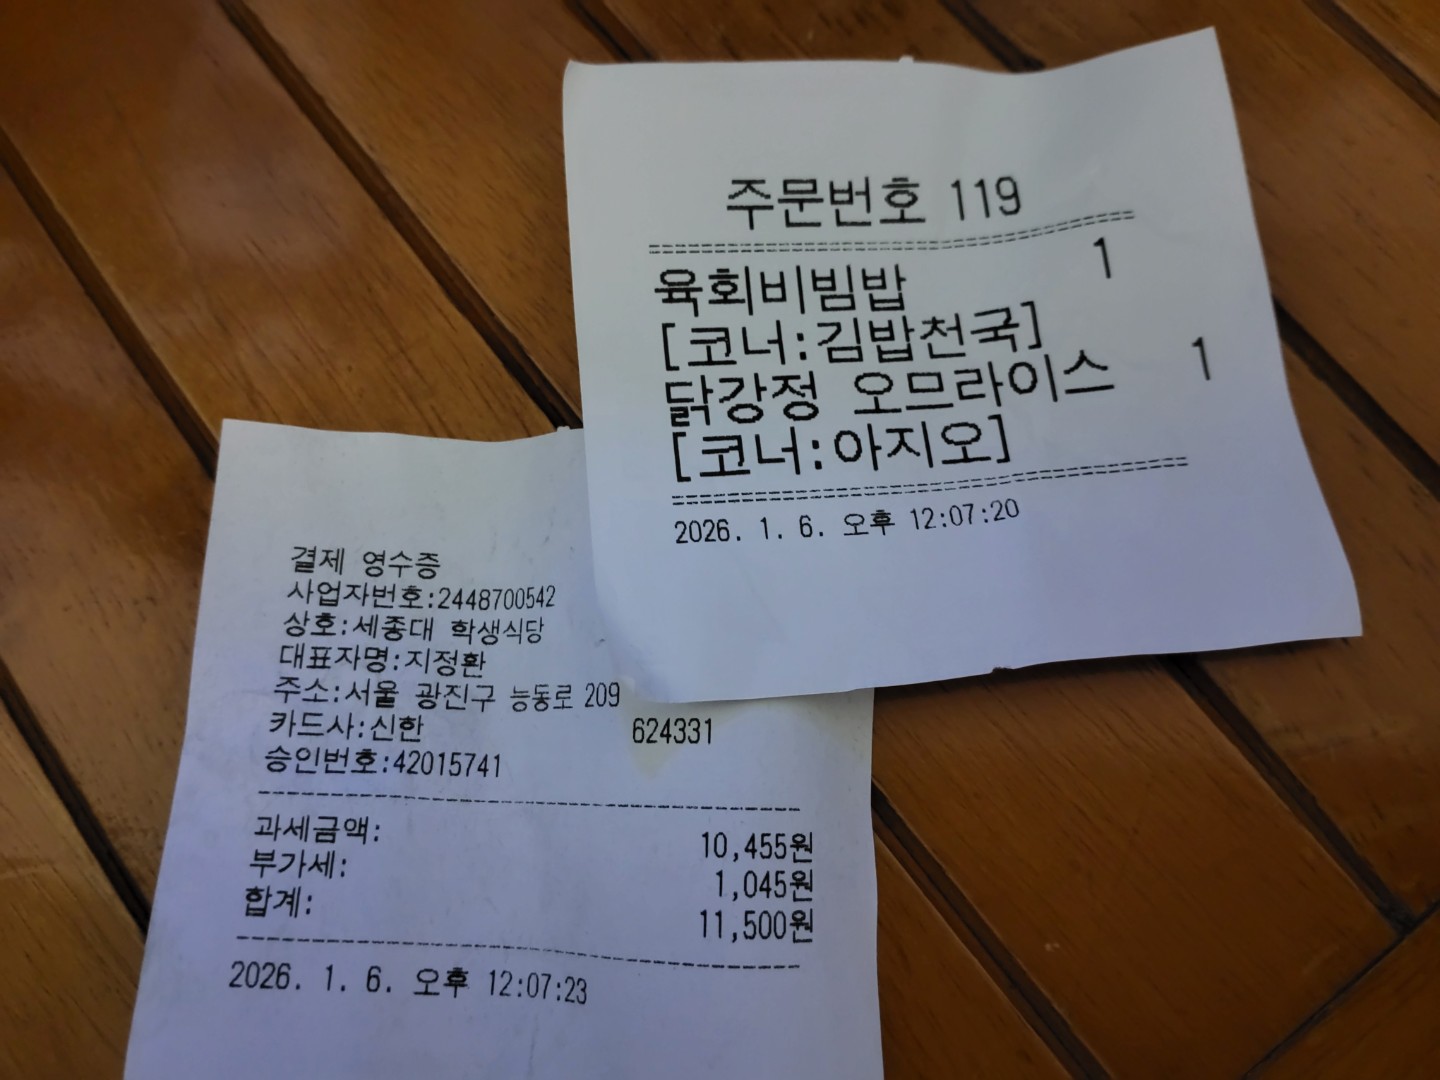 주문번호 119
육회비빔밥 1
[코너:김밥천국]
닭강정 오므라이스 1
[코너:아지오]
2026. 1. 6. 오후 12:07:20
결제 영수증
사업자번호:2448700542
상호:세종대 학생식당
대표자명:지정환
주소:서울 광진구 능동로 209
카드사:신한 624331
승인번호:42015741
과세금액: 10,455원
부가세: 1,045원
합계: 11,500원
2026. 1. 6. 오후 12:07:23